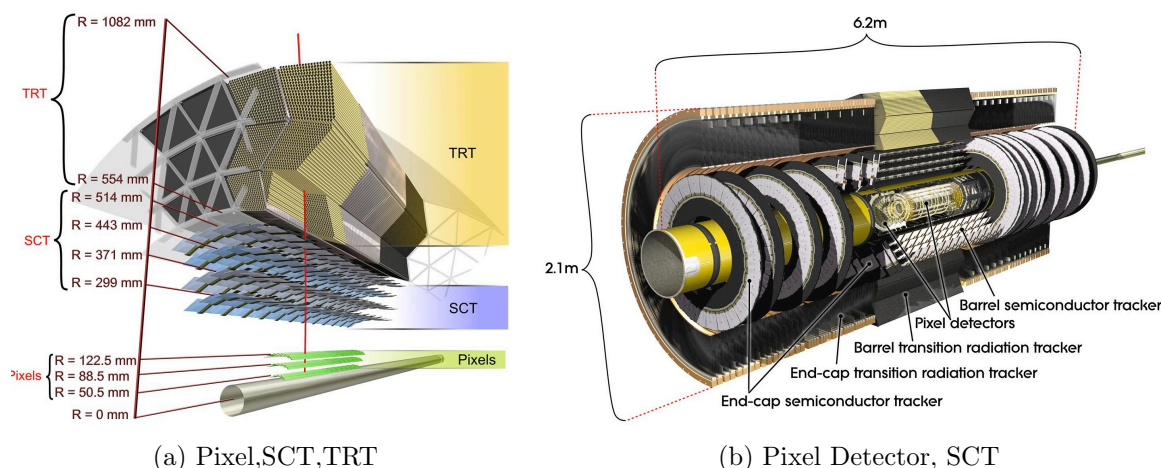 R = 1082 mm
TRT
R = 554 mm
R = 514 mm
R = 443 mm
SCT
R = 371 mm
R = 299 mm
R = 122.5 mm
Pixels
R = 88.5 mm
R = 50.5 mm
R = 0 mm
TRT
SCT
Pixels
6.2m
2.1m
Barrel semiconductor tracker
Pixel detectors
Barrel transition radiation tracker
End-cap transition radiation tracker
End-cap semiconductor tracker
(a) Pixel,SCT,TRT
(b) Pixel Detector, SCT